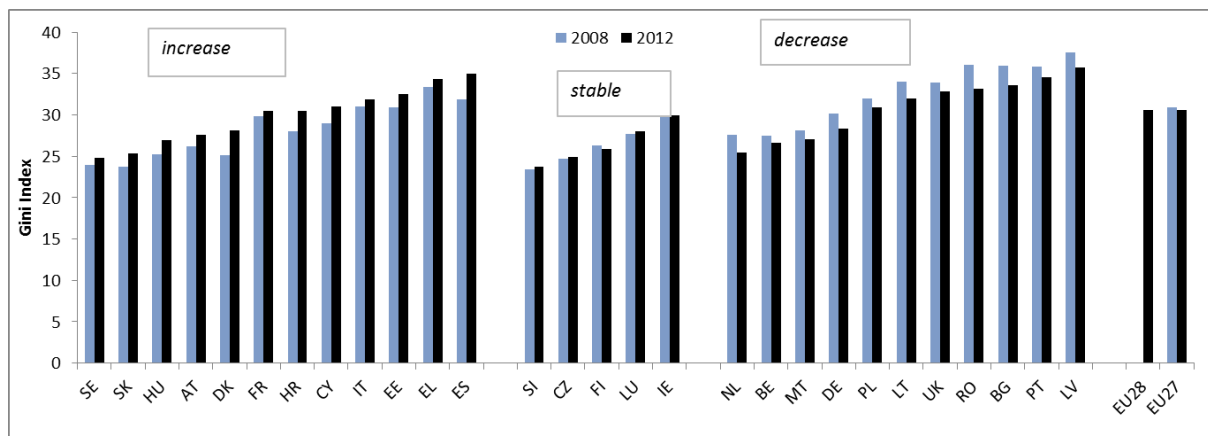 40
35
30
25
20
15
10
5
0
Gini Index
increase
stable
2008 2012
decrease
SE SK HU AT DK FR HR CY IT EE EL ES SI CZ FI LU IE NL BE MT DE PL LT UK RO BG PT LV EU28 EU27